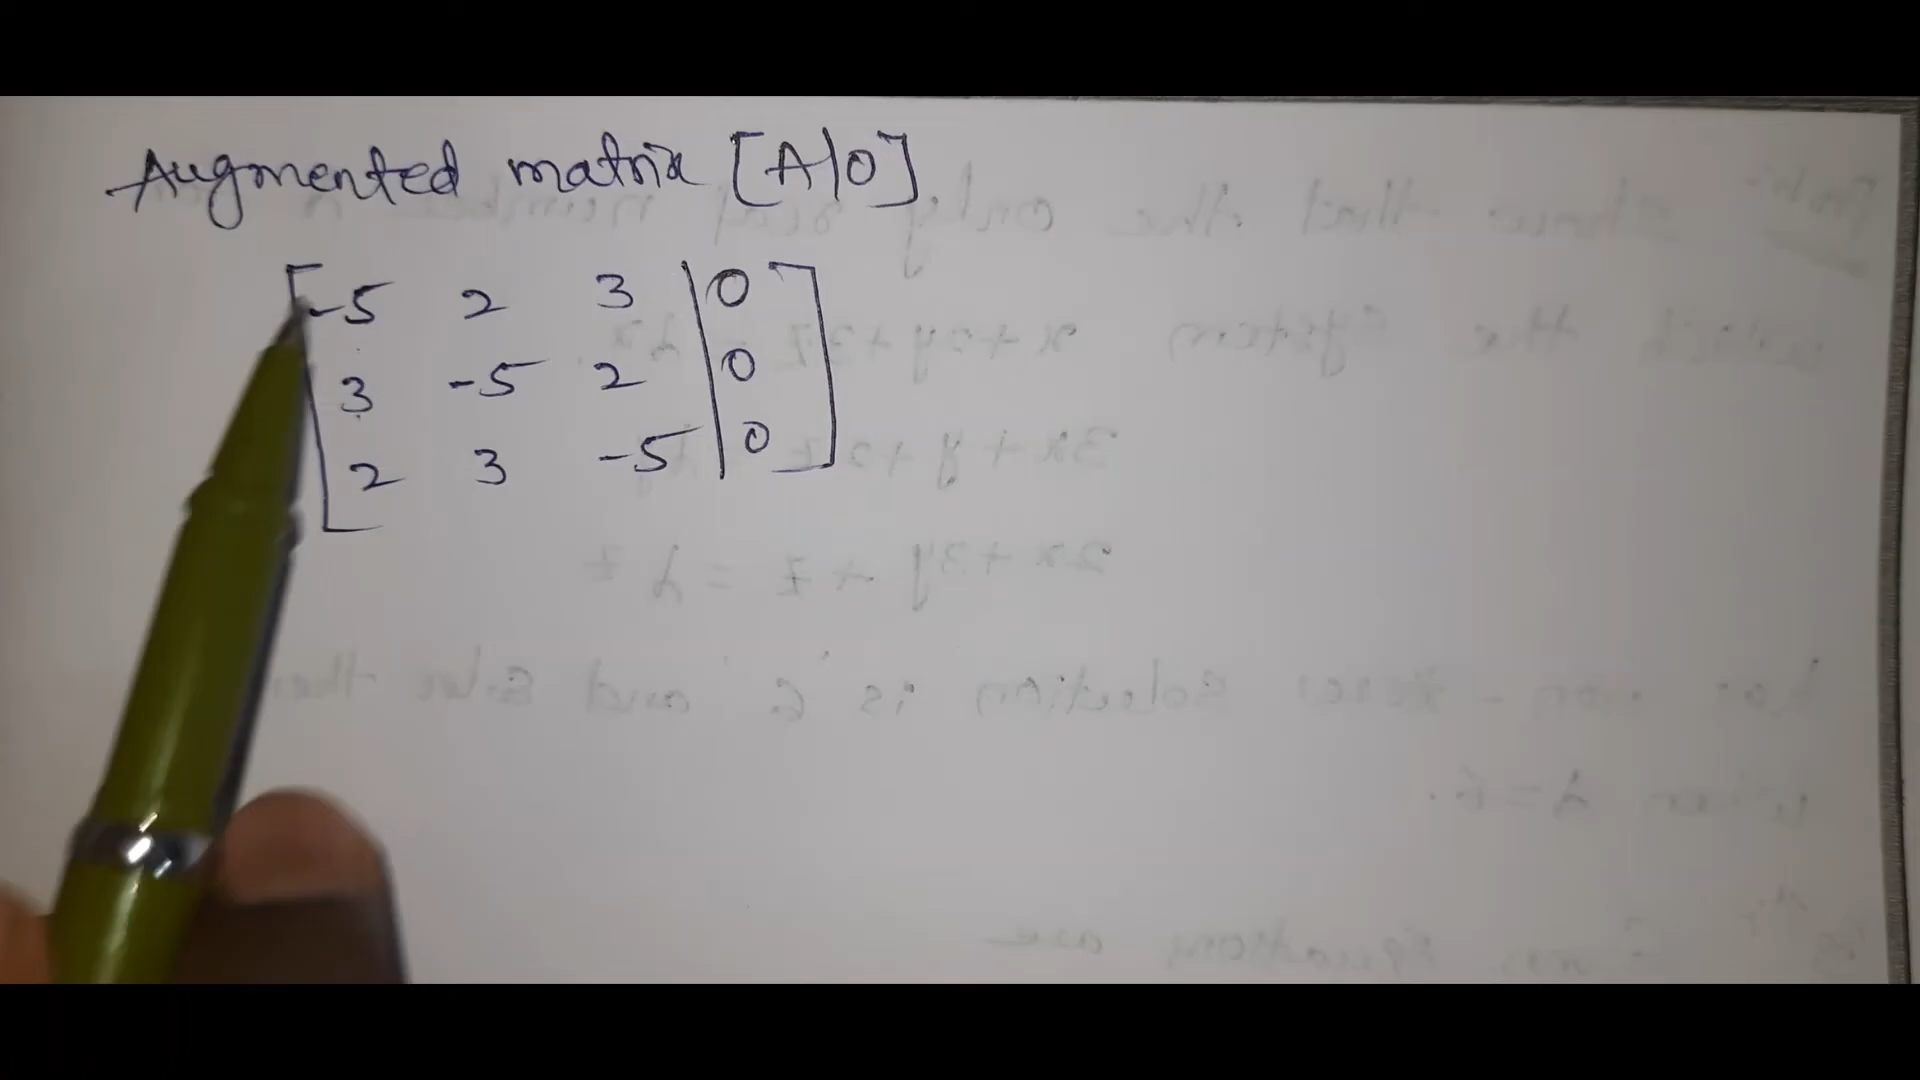 Augmented matrix [A|0]
-5 2 3 | 0
3 -5 2 | 0
2 3 -5 | 0